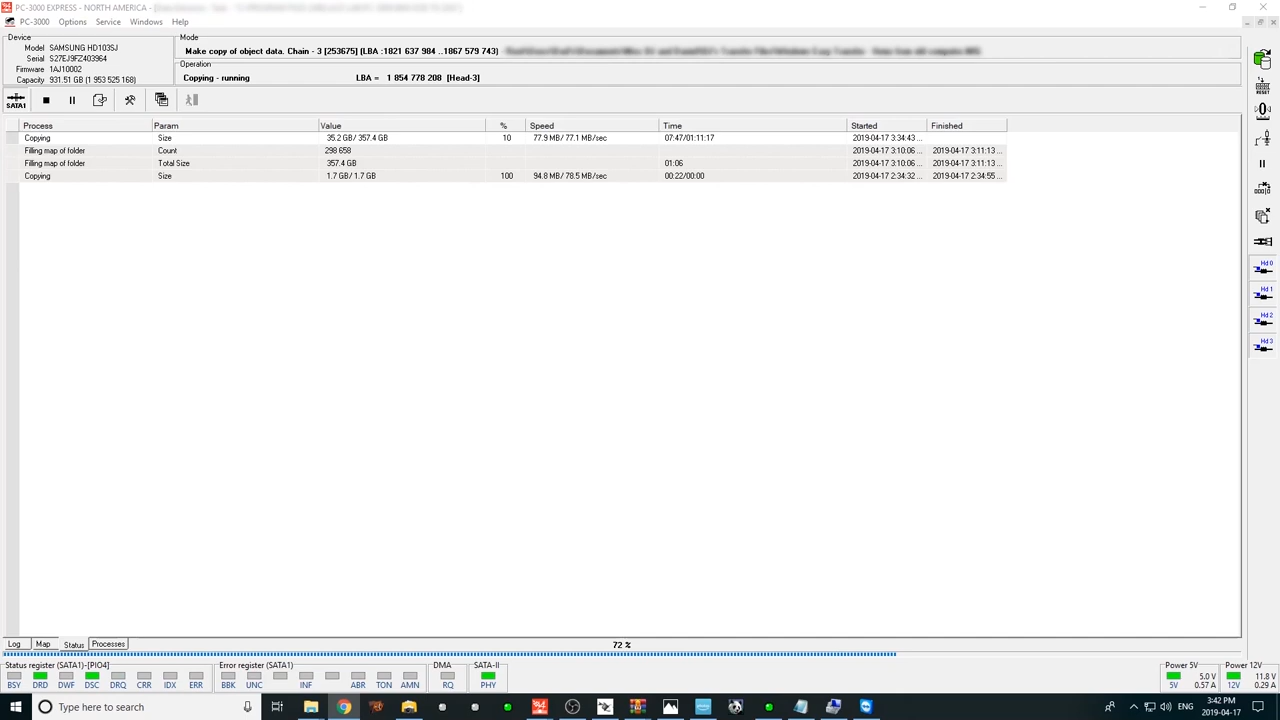 PC-3000 EXPRESS - NORTH AMERICA -
PC-3000 Options Service Windows Help
Device
Model SAMSUNG HD103SJ
Serial S27EJ9FZ403964
Firmware 1AJ10002
Capacity 931.51 GB (1 953 525 168)
Mode
Make copy of object data. Chain - 3 [253675] (LBA :1821 637 984 ..1867 579 743)
Operation
Copying - running LBA = 1 854 778 208 [Head-3]
SATA1
RESET
Process Param Value % Speed Time Started Finished
Copying Size 35.2 GB/ 357.4 GB 10 77.9 MB/ 77.1 MB/sec 07:47/01:11:17 2019-04-17 3:34:43 ...
Filling map of folder Count 298 658 2019-04-17 3:10:06 ... 2019-04-17 3:11:13 ...
Filling map of folder Total Size 357.4 GB 01:06 2019-04-17 3:10:06 ... 2019-04-17 3:11:13 ...
Copying Size 1.7 GB/ 1.7 GB 100 94.8 MB/ 78.5 MB/sec 00:22/00:00 2019-04-17 2:34:32 ... 2019-04-17 2:34:55 ...
Hd 0
Hd 1
Hd 2
Hd 3
Log Map Status Processes
72 %
Status register (SATA1)-[PIO4] Error register (SATA1) DMA SATA-II Power 5V Power 12V
BSY DRD DWF DSC DRQ CRR IDX ERR BBK UNC INF ABR TON AMN RQ PHY
5V 5.0 V 0.57 A 12V 11.8 V 0.29 A
Type here to search
ENG
3:42 PM
2019-04-17